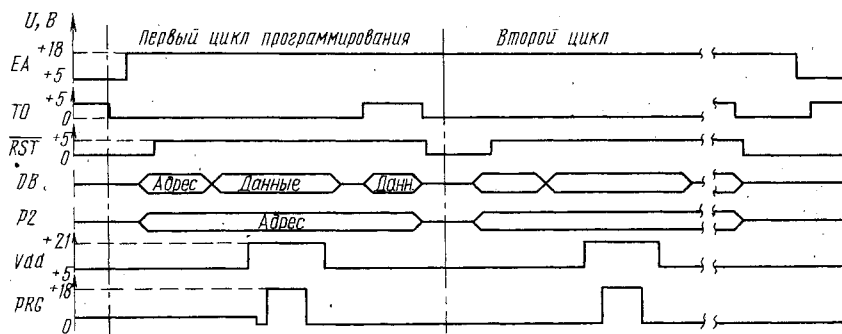 U, В
Первый цикл программирования
Второй цикл
+18
EA
+5
+5
T0
0
+5
RST
0
DB
Адрес
Данные
Данн.
P2
Адрес
+21
Vdd
+5
+18
PRG
0